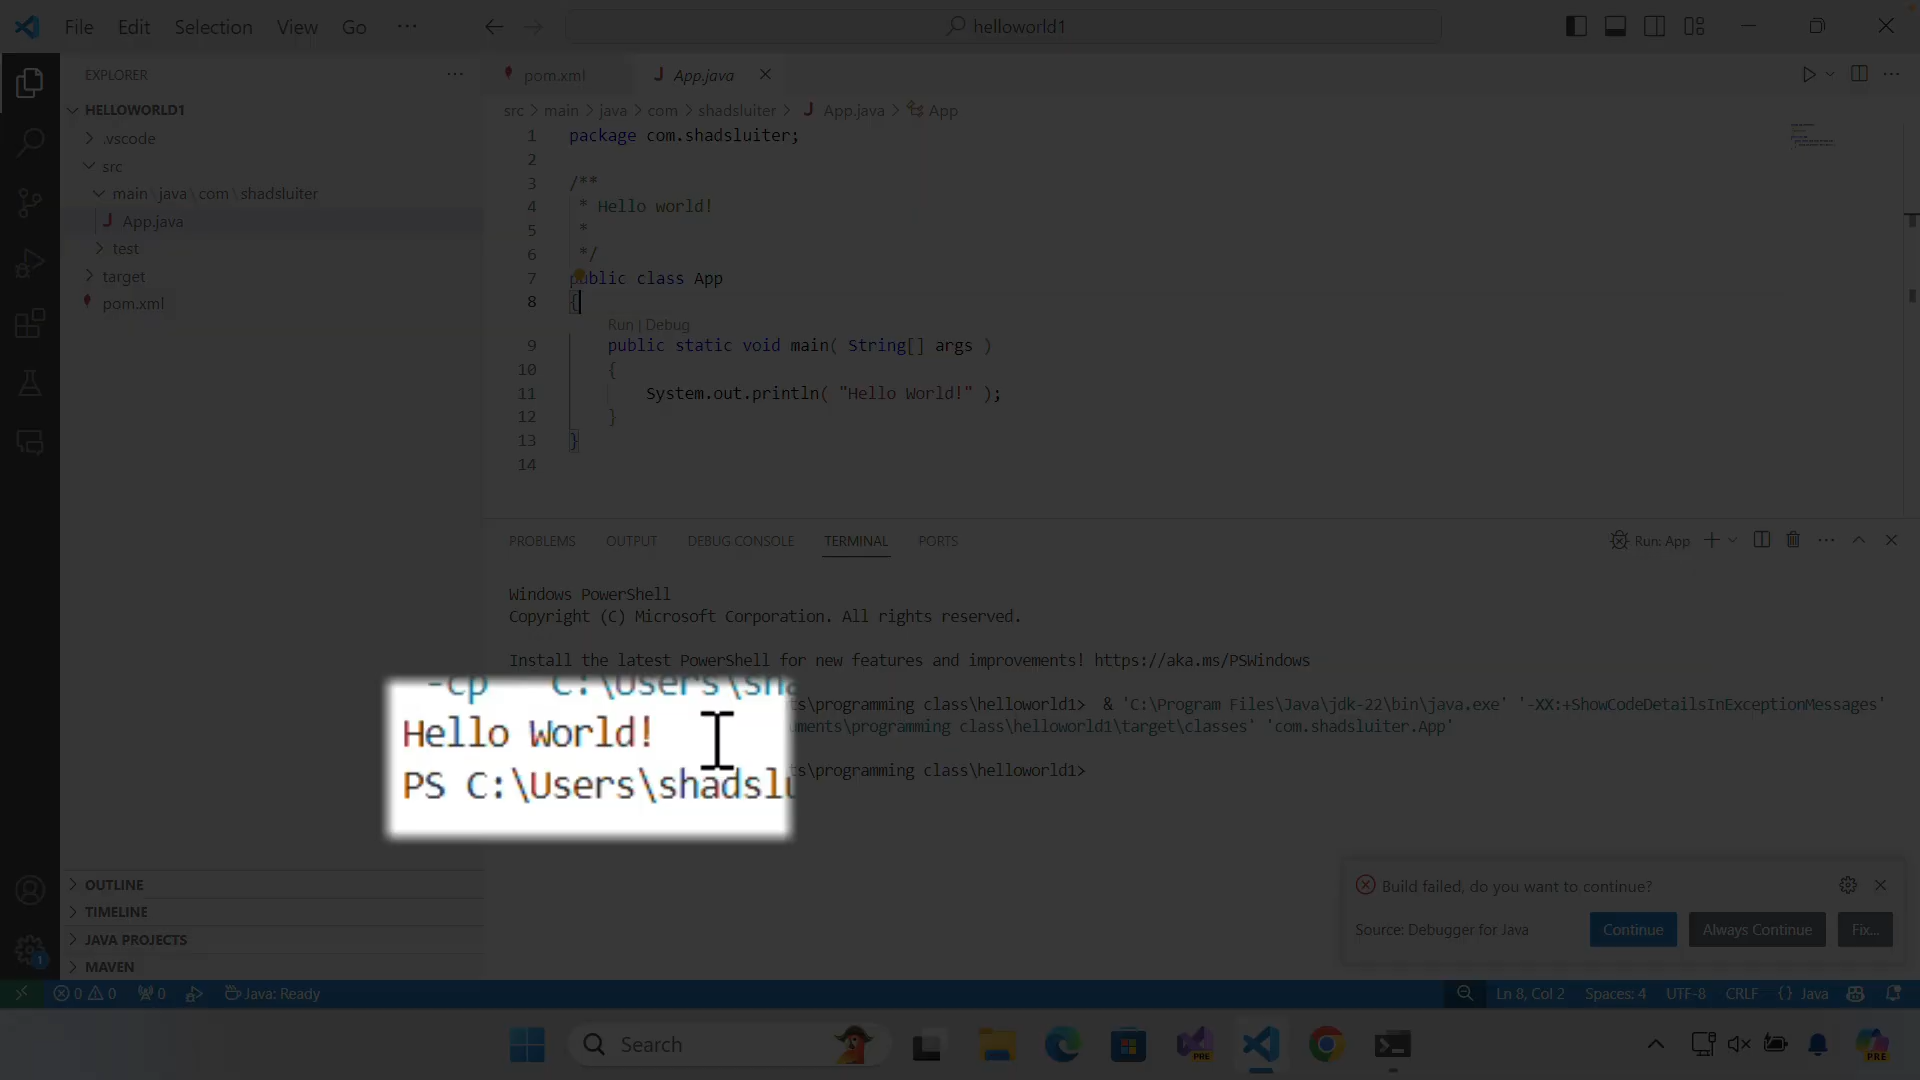 File Edit Selection View Go ··· helloworld1
EXPLORER ···
HELLOWORLD1
.vscode
src
main \ java \ com \ shadsluiter
App.java
test
target
pom.xml
OUTLINE
TIMELINE
JAVA PROJECTS
MAVEN
pom.xml App.java
src > main > java > com > shadsluiter > App.java > App
1 package com.shadsluiter;
2
3 /**
4 * Hello world!
5 *
6 */
7 public class App
8 {
Run | Debug
9 public static void main( String[] args )
10 {
11 System.out.println( "Hello World!" );
12 }
13 }
14
PROBLEMS OUTPUT DEBUG CONSOLE TERMINAL PORTS
Run: App
Windows PowerShell
Copyright (C) Microsoft Corporation. All rights reserved.
Install the latest PowerShell for new features and improvements! https://aka.ms/PSWindows
ts\programming class\helloworld1> & 'C:\Program Files\Java\jdk-22\bin\java.exe' '-XX:+ShowCodeDetailsInExceptionMessages'
-cp C:\Users\sha
uments\programming class\helloworld1\target\classes' 'com.shadsluiter.App'
Hello World!
PS C:\Users\shadslu
ts\programming class\helloworld1>
Build failed, do you want to continue?
Source: Debugger for Java
Continue Always Continue Fix...
1
0 0 0 Java: Ready
Ln 8, Col 2 Spaces: 4 UTF-8 CRLF {} Java
Search
PRE
PRE